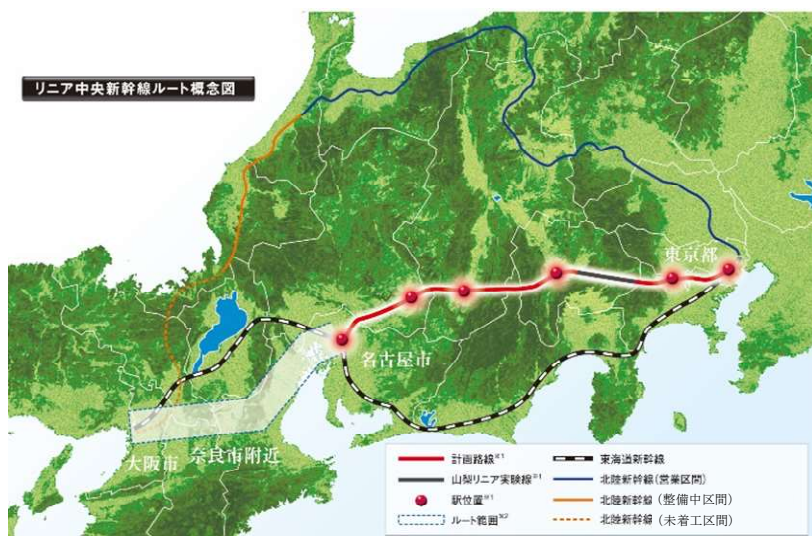 リニア中央新幹線ルート概念図
東京都
名古屋市
大阪市
奈良市附近
計画路線※1
東海道新幹線
山梨リニア実験線※1
北陸新幹線(営業区間)
駅位置※1
北陸新幹線(整備中区間)
ルート範囲※2
北陸新幹線(未着工区間)